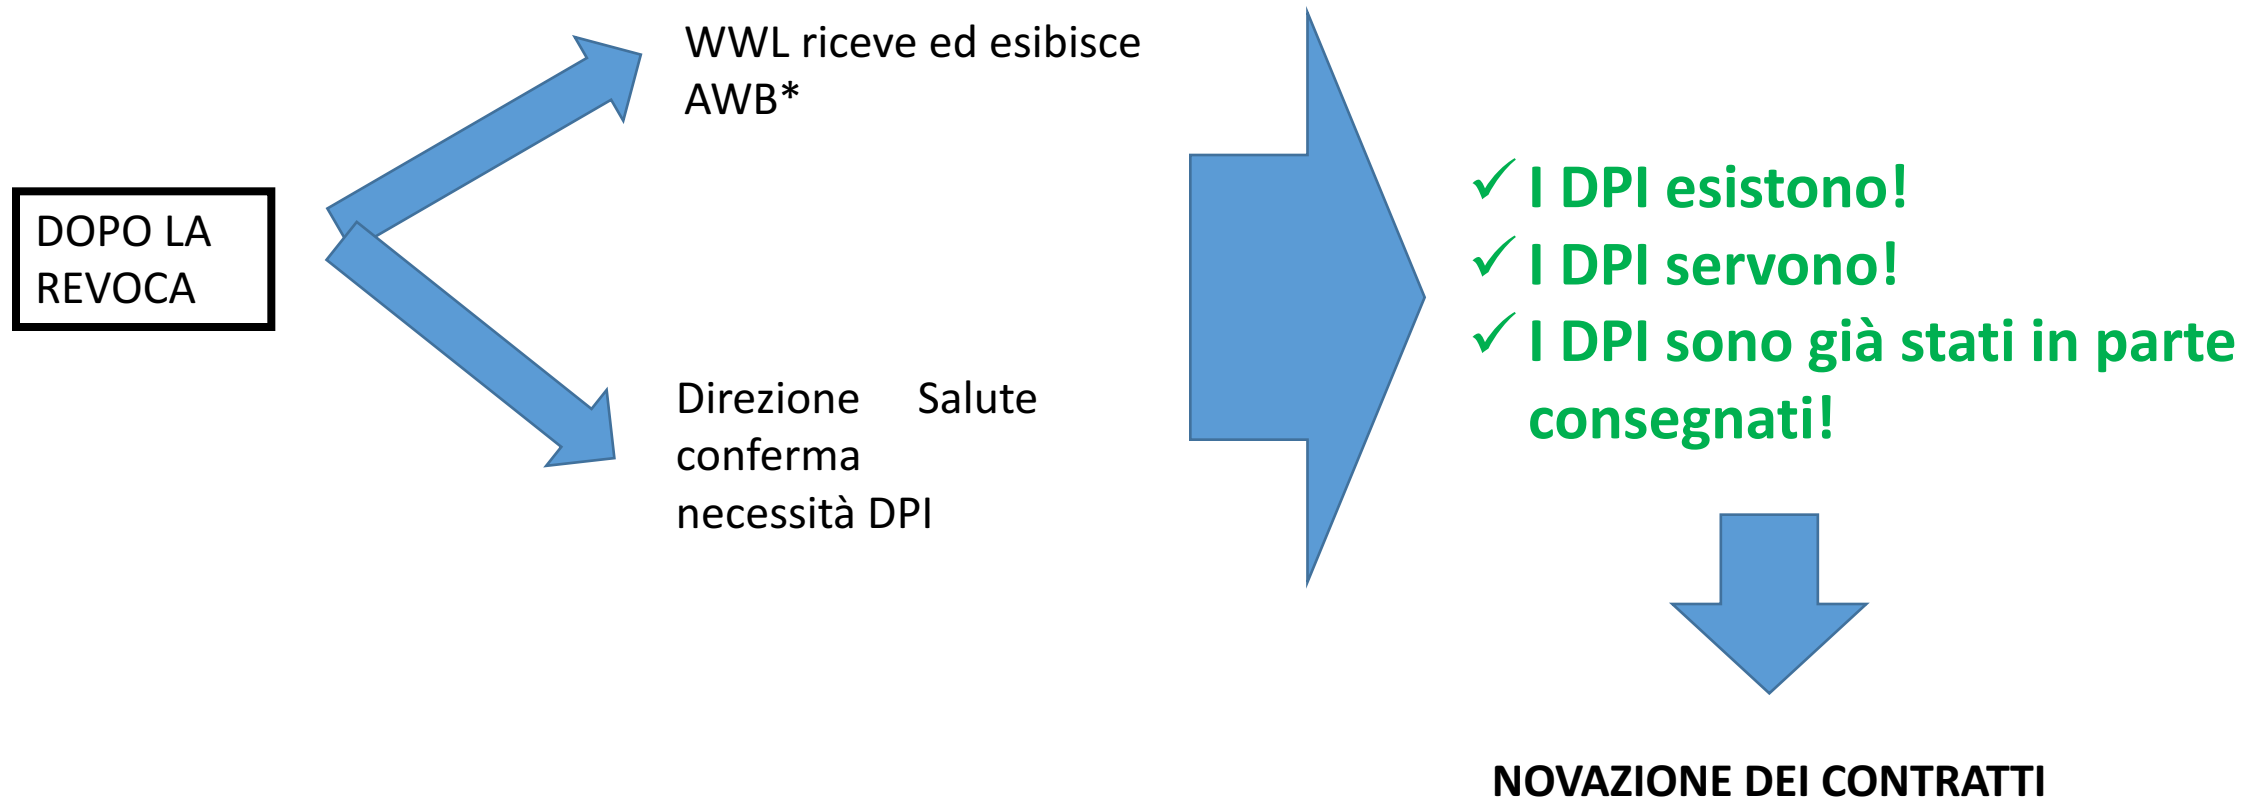 DOPO LA
REVOCA
WWL riceve ed esibisce
AWB*
Direzione Salute
conferma
necessità DPI
✓ I DPI esistono!
✓ I DPI servono!
✓ I DPI sono già stati in parte
consegnati!
NOVAZIONE DEI CONTRATTI